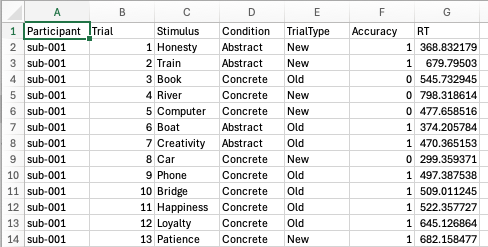 A B C D E F G
1 Participant Trial Stimulus Condition TrialType Accuracy RT
2 sub-001 1 Honesty Abstract New 1 368.832179
3 sub-001 2 Train Abstract New 1 679.79503
4 sub-001 3 Book Concrete Old 0 545.732945
5 sub-001 4 River Concrete New 0 798.318614
6 sub-001 5 Computer Concrete Old 0 477.658516
7 sub-001 6 Boat Abstract Old 1 374.205784
8 sub-001 7 Creativity Abstract Old 1 470.365153
9 sub-001 8 Car Concrete New 0 299.359371
10 sub-001 9 Phone Concrete Old 1 497.387538
11 sub-001 10 Bridge Concrete Old 1 509.011245
12 sub-001 11 Happiness Concrete Old 1 522.357727
13 sub-001 12 Loyalty Concrete Old 1 645.126864
14 sub-001 13 Patience Concrete New 1 682.158477